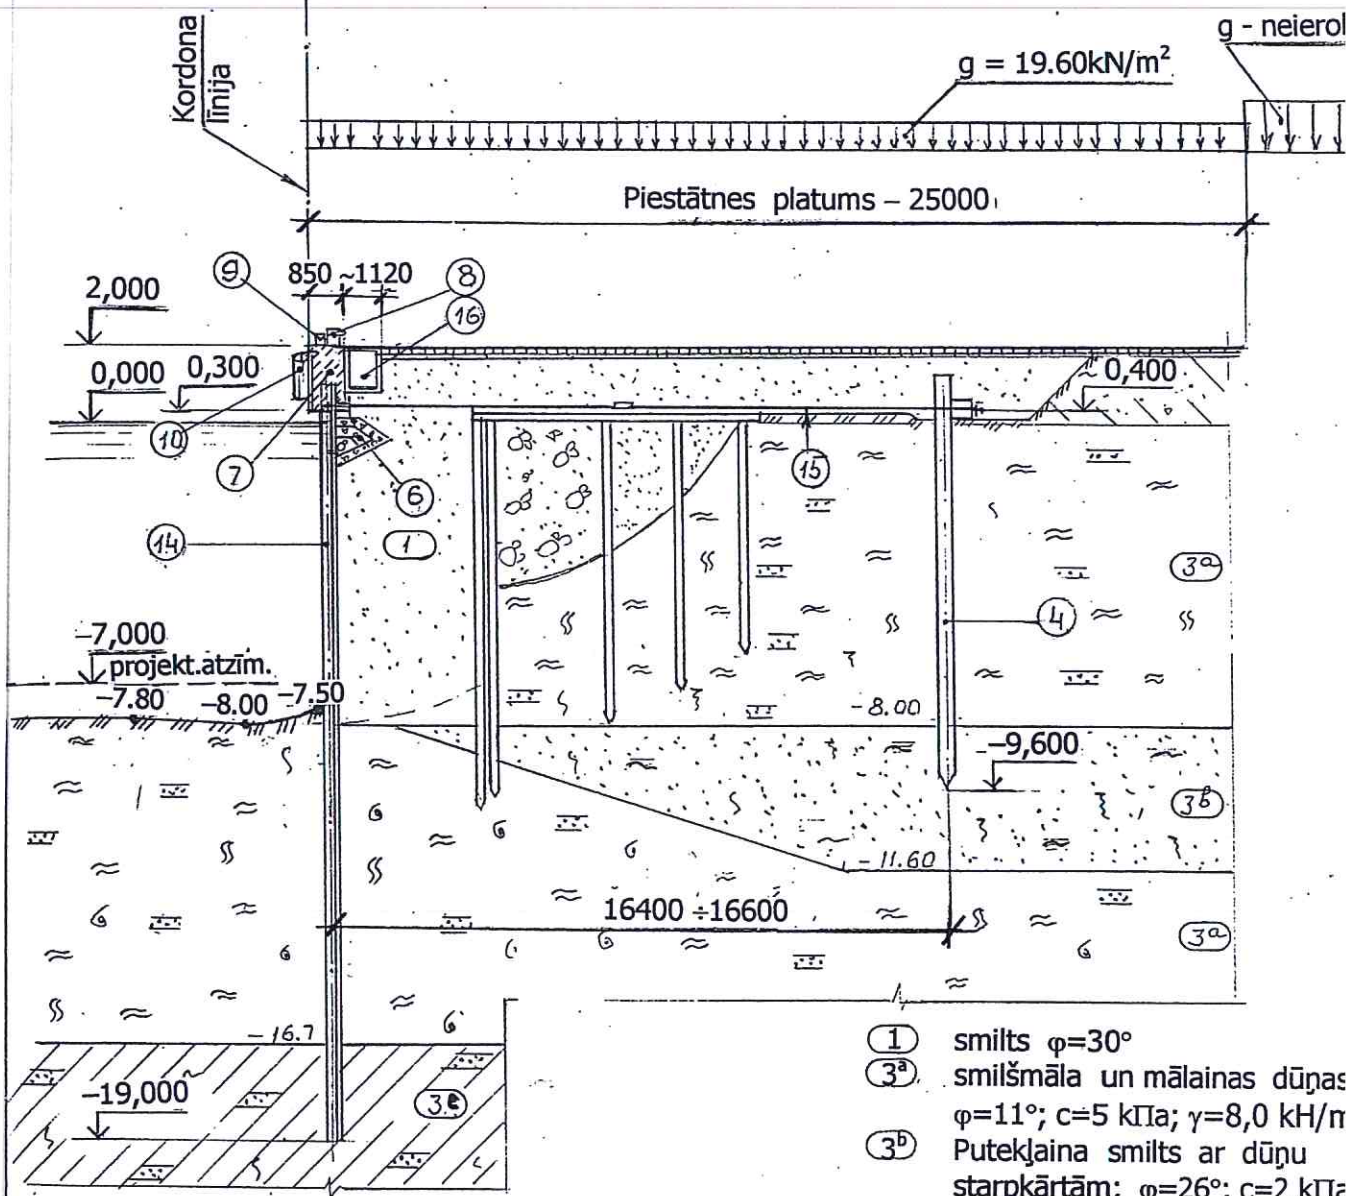 Kordona
līnija
g - neierol
g = 19.60kN/m²
Piestātnes platums – 25000
9
850 ~1120
8
16
2,000
0,000
0,300
~ 0,400
10
7
6
15
14
1
3a
4
–7,000
projekt.atzīm.
–7.80
–8.00
–7.50
-8.00
–9,600
3b
-11.60
16400 ÷16600
3a
-16.7
–19,000
1 smilts φ=30°
3a smilšmāla un mālainas dūņas
φ=11°; c=5 kПa; γ=8,0 kH/m
3b Putekļaina smilts ar dūņu
starpkārtām; φ=26°; c=2 kПa